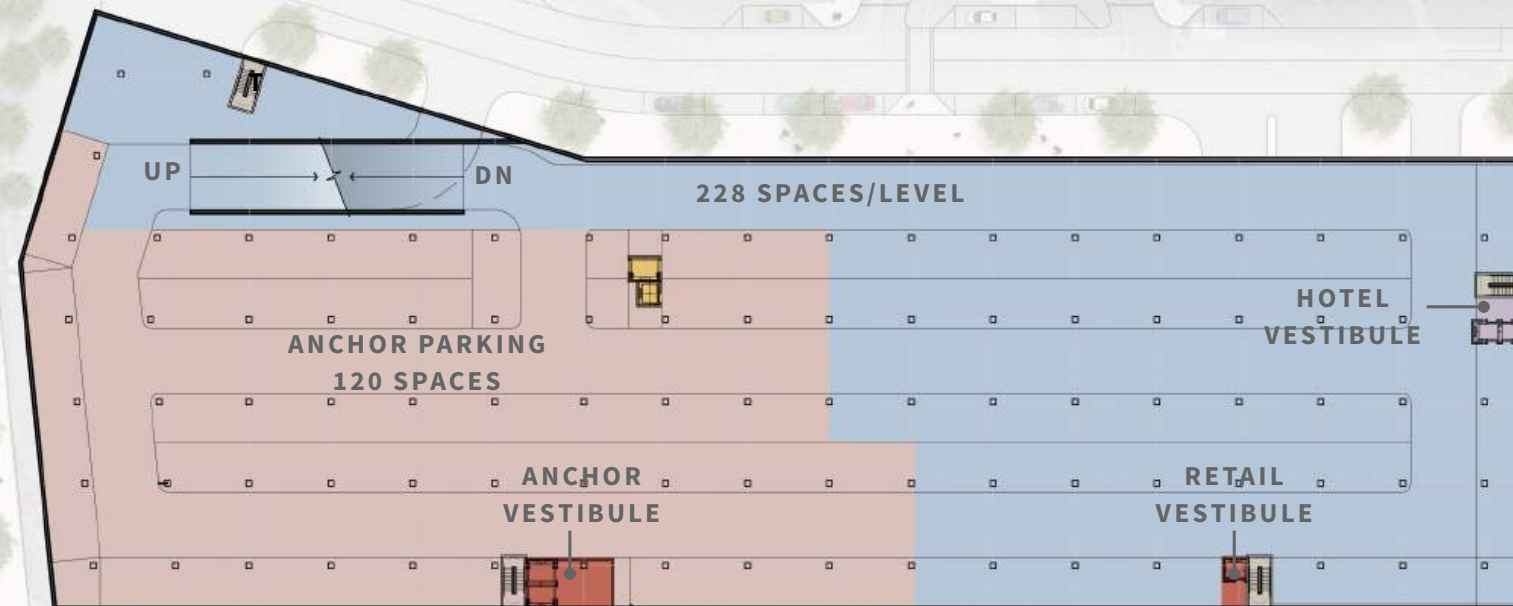 UP
DN
228 SPACES/LEVEL
HOTEL
VESTIBULE
ANCHOR PARKING
120 SPACES
ANCHOR
VESTIBULE
RETAIL
VESTIBULE